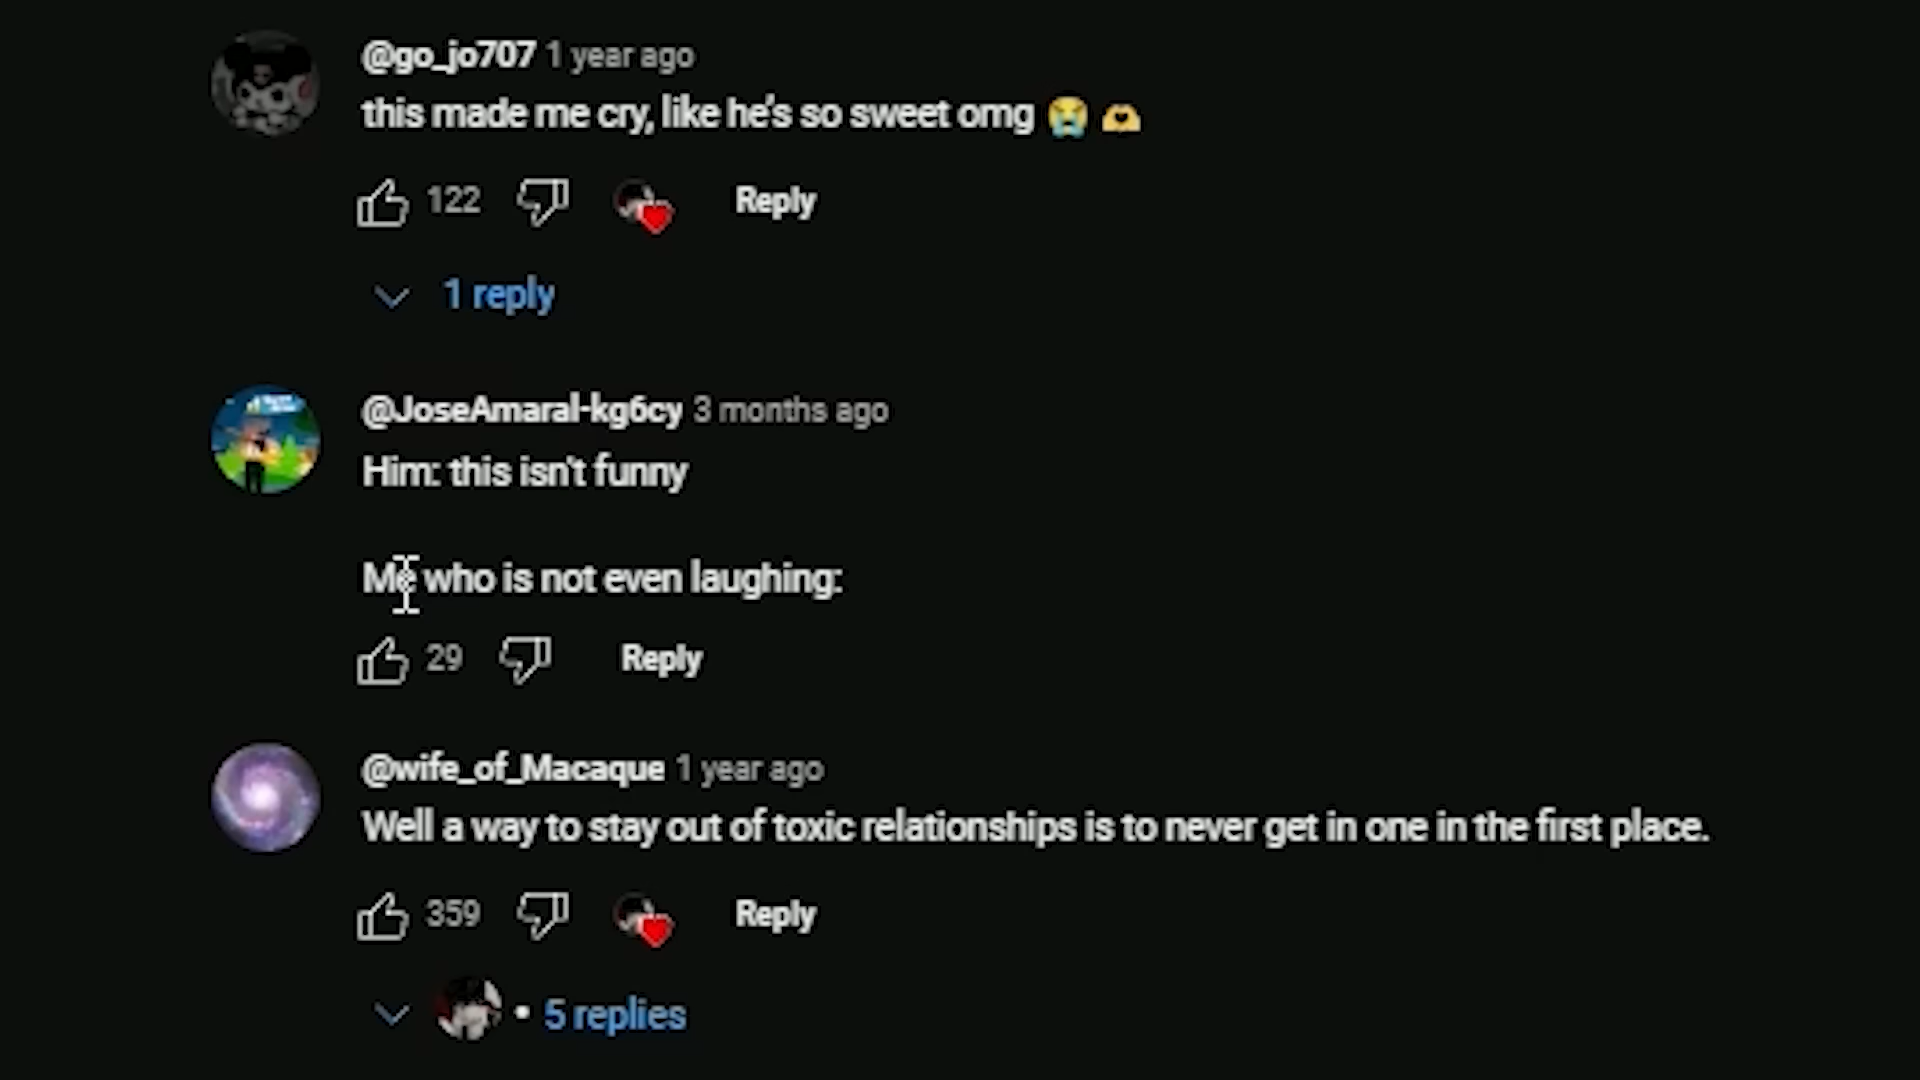 @go_jo707 1 year ago
this made me cry, like he's so sweet omg 😭 🫶
122 Reply
1 reply
@JoseAmaral-kg6cy 3 months ago
Him: this isn't funny
Me who is not even laughing:
29 Reply
@wife_of_Macaque 1 year ago
Well a way to stay out of toxic relationships is to never get in one in the first place.
359 Reply
• 5 replies